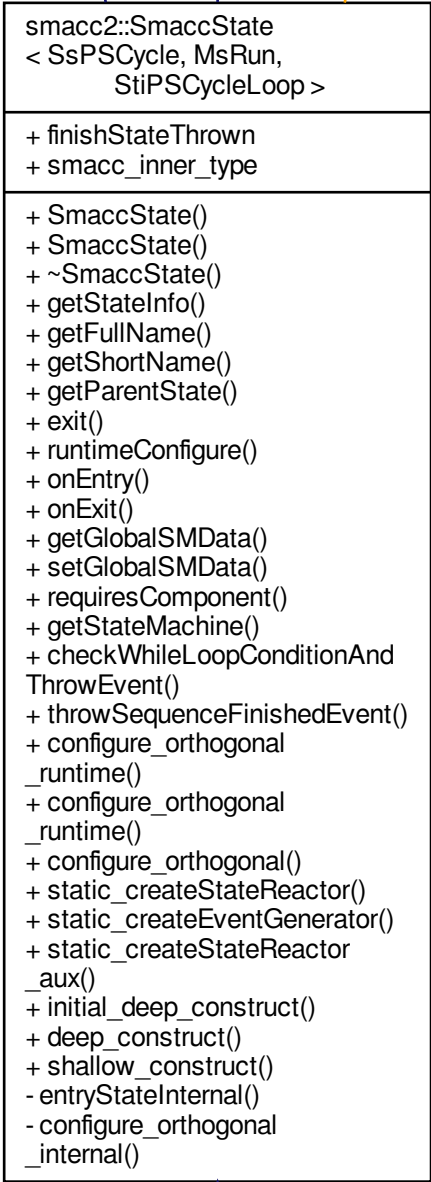 smacc2::SmaccState
< SsPSCycle, MsRun,
StiPSCycleLoop >
+ finishStateThrown
+ smacc_inner_type
+ SmaccState()
+ SmaccState()
+ ~SmaccState()
+ getStateInfo()
+ getFullName()
+ getShortName()
+ getParentState()
+ exit()
+ runtimeConfigure()
+ onEntry()
+ onExit()
+ getGlobalSMData()
+ setGlobalSMData()
+ requiresComponent()
+ getStateMachine()
+ checkWhileLoopConditionAnd
ThrowEvent()
+ throwSequenceFinishedEvent()
+ configure_orthogonal
_runtime()
+ configure_orthogonal
_runtime()
+ configure_orthogonal()
+ static_createStateReactor()
+ static_createEventGenerator()
+ static_createStateReactor
_aux()
+ initial_deep_construct()
+ deep_construct()
+ shallow_construct()
- entryStateInternal()
- configure_orthogonal
_internal()